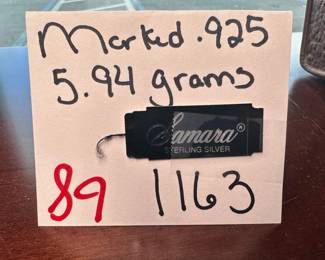 Marked .925
5.94 grams
Samara®
STERLING SILVER
89 1163